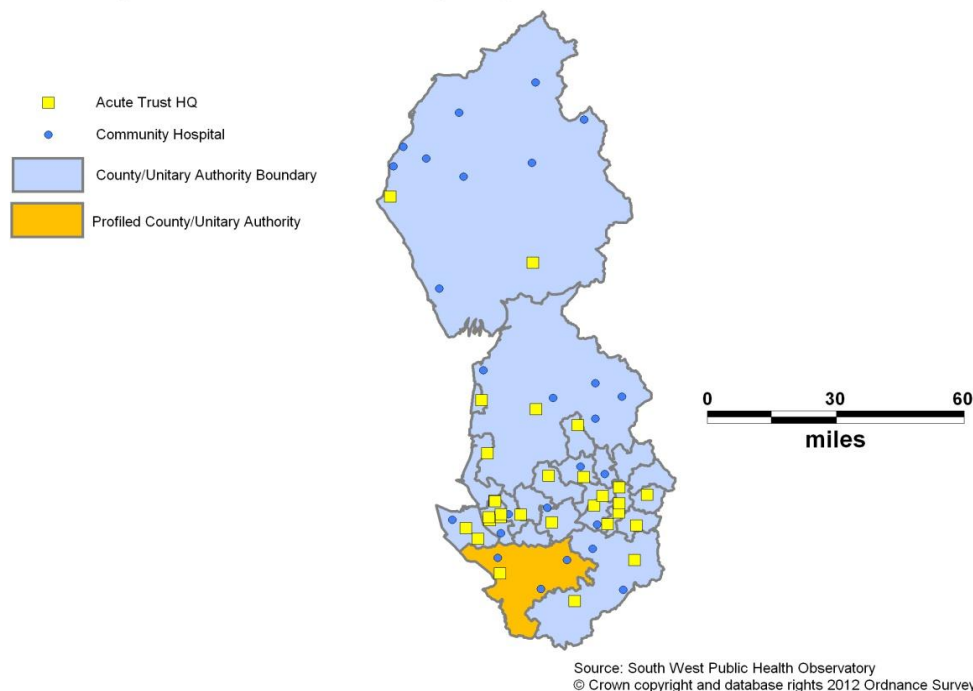 Acute Trust HQ
Community Hospital
County/Unitary Authority Boundary
Profiled County/Unitary Authority
0 30 60
miles
Source: South West Public Health Observatory
© Crown copyright and database rights 2012 Ordnance Survey